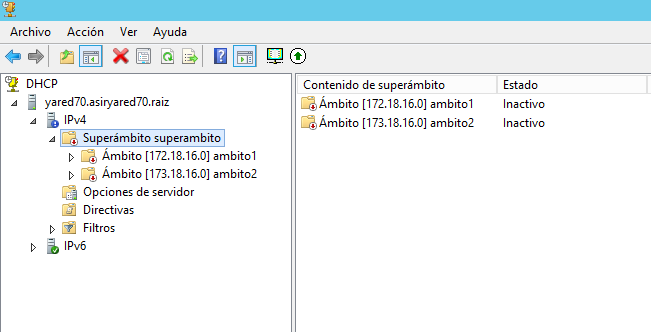 Archivo Acción Ver Ayuda
DHCP
yared70.asiryared70.raiz
IPv4
Superámbito superambito
Ámbito [172.18.16.0] ambito1
Ámbito [173.18.16.0] ambito2
Opciones de servidor
Directivas
Filtros
IPv6
Contenido de superámbito Estado
Ámbito [172.18.16.0] ambito1 Inactivo
Ámbito [173.18.16.0] ambito2 Inactivo